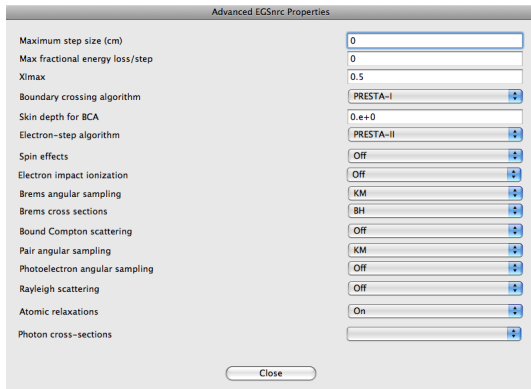 Advanced EGSnrc Properties
Maximum step size (cm) 0
Max fractional energy loss/step 0
XImax 0.5
Boundary crossing algorithm PRESTA-I
Skin depth for BCA 0.e+0
Electron-step algorithm PRESTA-II
Spin effects Off
Electron impact ionization Off
Brems angular sampling KM
Brems cross sections BH
Bound Compton scattering Off
Pair angular sampling KM
Photoelectron angular sampling Off
Rayleigh scattering Off
Atomic relaxations On
Photon cross-sections
Close